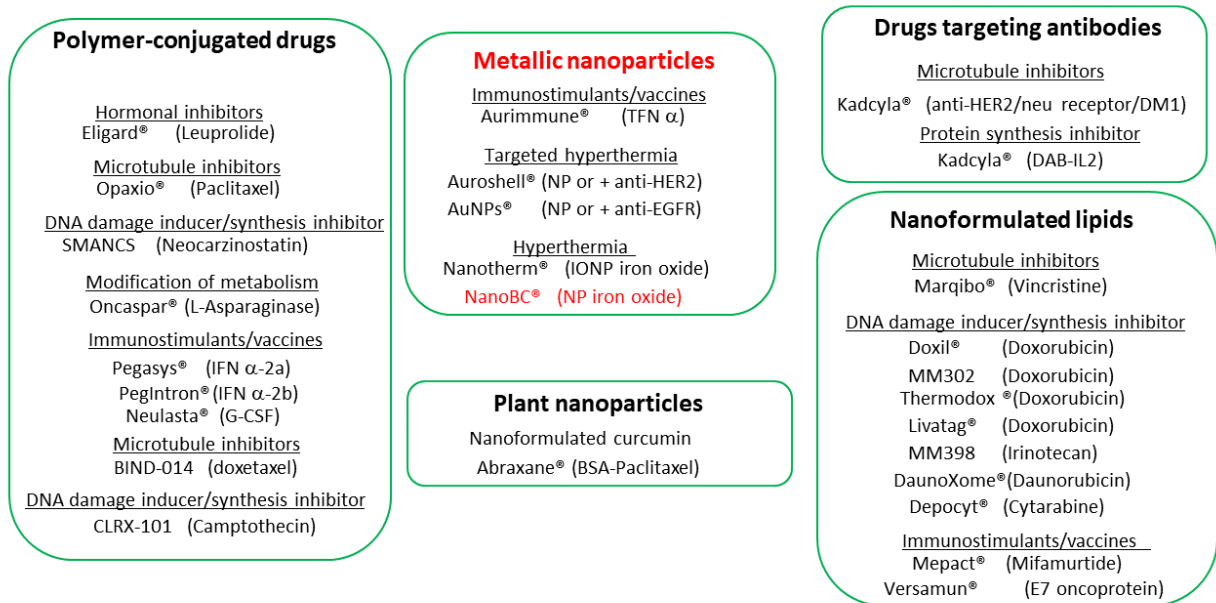 Polymer-conjugated drugs
Hormonal inhibitors
Eligard® (Leuprolide)
Microtubule inhibitors
Opaxio® (Paclitaxel)
DNA damage inducer/synthesis inhibitor
SMANCS (Neocarzinostatin)
Modification of metabolism
Oncaspar® (L-Asparaginase)
Immunostimulants/vaccines
Pegasys® (IFN α-2a)
PegIntron® (IFN α-2b)
Neulasta® (G-CSF)
Microtubule inhibitors
BIND-014 (doxetaxel)
DNA damage inducer/synthesis inhibitor
CLRX-101 (Camptothecin)
Metallic nanoparticles
Immunostimulants/vaccines
Aurimmune® (TFN α)
Targeted hyperthermia
Auroshell® (NP or + anti-HER2)
AuNPs® (NP or + anti-EGFR)
Hyperthermia
Nanotherm® (IONP iron oxide)
NanoBC® (NP iron oxide)
Plant nanoparticles
Nanoformulated curcumin
Abraxane® (BSA-Paclitaxel)
Drugs targeting antibodies
Microtubule inhibitors
Kadcyla® (anti-HER2/neu receptor/DM1)
Protein synthesis inhibitor
Kadcyla® (DAB-IL2)
Nanoformulated lipids
Microtubule inhibitors
Marqibo® (Vincristine)
DNA damage inducer/synthesis inhibitor
Doxil® (Doxorubicin)
MM302 (Doxorubicin)
Thermodox ®(Doxorubicin)
Livatag® (Doxorubicin)
MM398 (Irinotecan)
DaunoXome®(Daunorubicin)
Depocyt® (Cytarabine)
Immunostimulants/vaccines
Mepact® (Mifamurtide)
Versamun® (E7 oncoprotein)